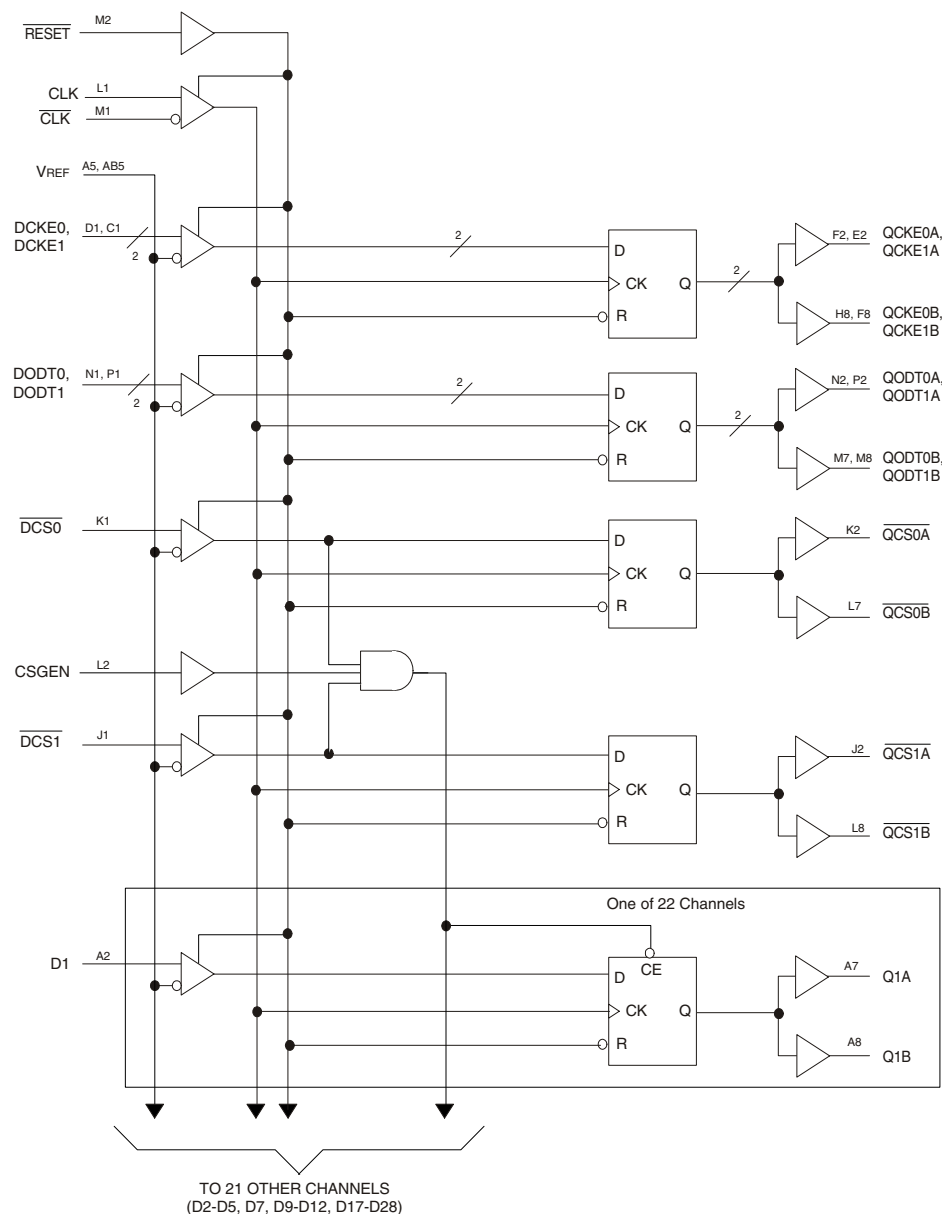 RESET M2
CLK L1
CLK M1
VREF A5, AB5
DCKE0, D1, C1 2 2 D CK R Q 2 F2, E2 QCKE0A,
DCKE1 QCKE1A
H8, F8 QCKE0B,
QCKE1B
DODT0, N1, P1 2 2 D CK R Q 2 N2, P2 QODT0A,
DODT1 QODT1A
M7, M8 QODT0B,
QODT1B
DCS0 K1 D CK R Q K2 QCS0A
L7 QCS0B
CSGEN L2
DCS1 J1 D CK R Q J2 QCS1A
L8 QCS1B
One of 22 Channels
D1 A2 D CE CK R Q A7 Q1A
A8 Q1B
TO 21 OTHER CHANNELS
(D2-D5, D7, D9-D12, D17-D28)